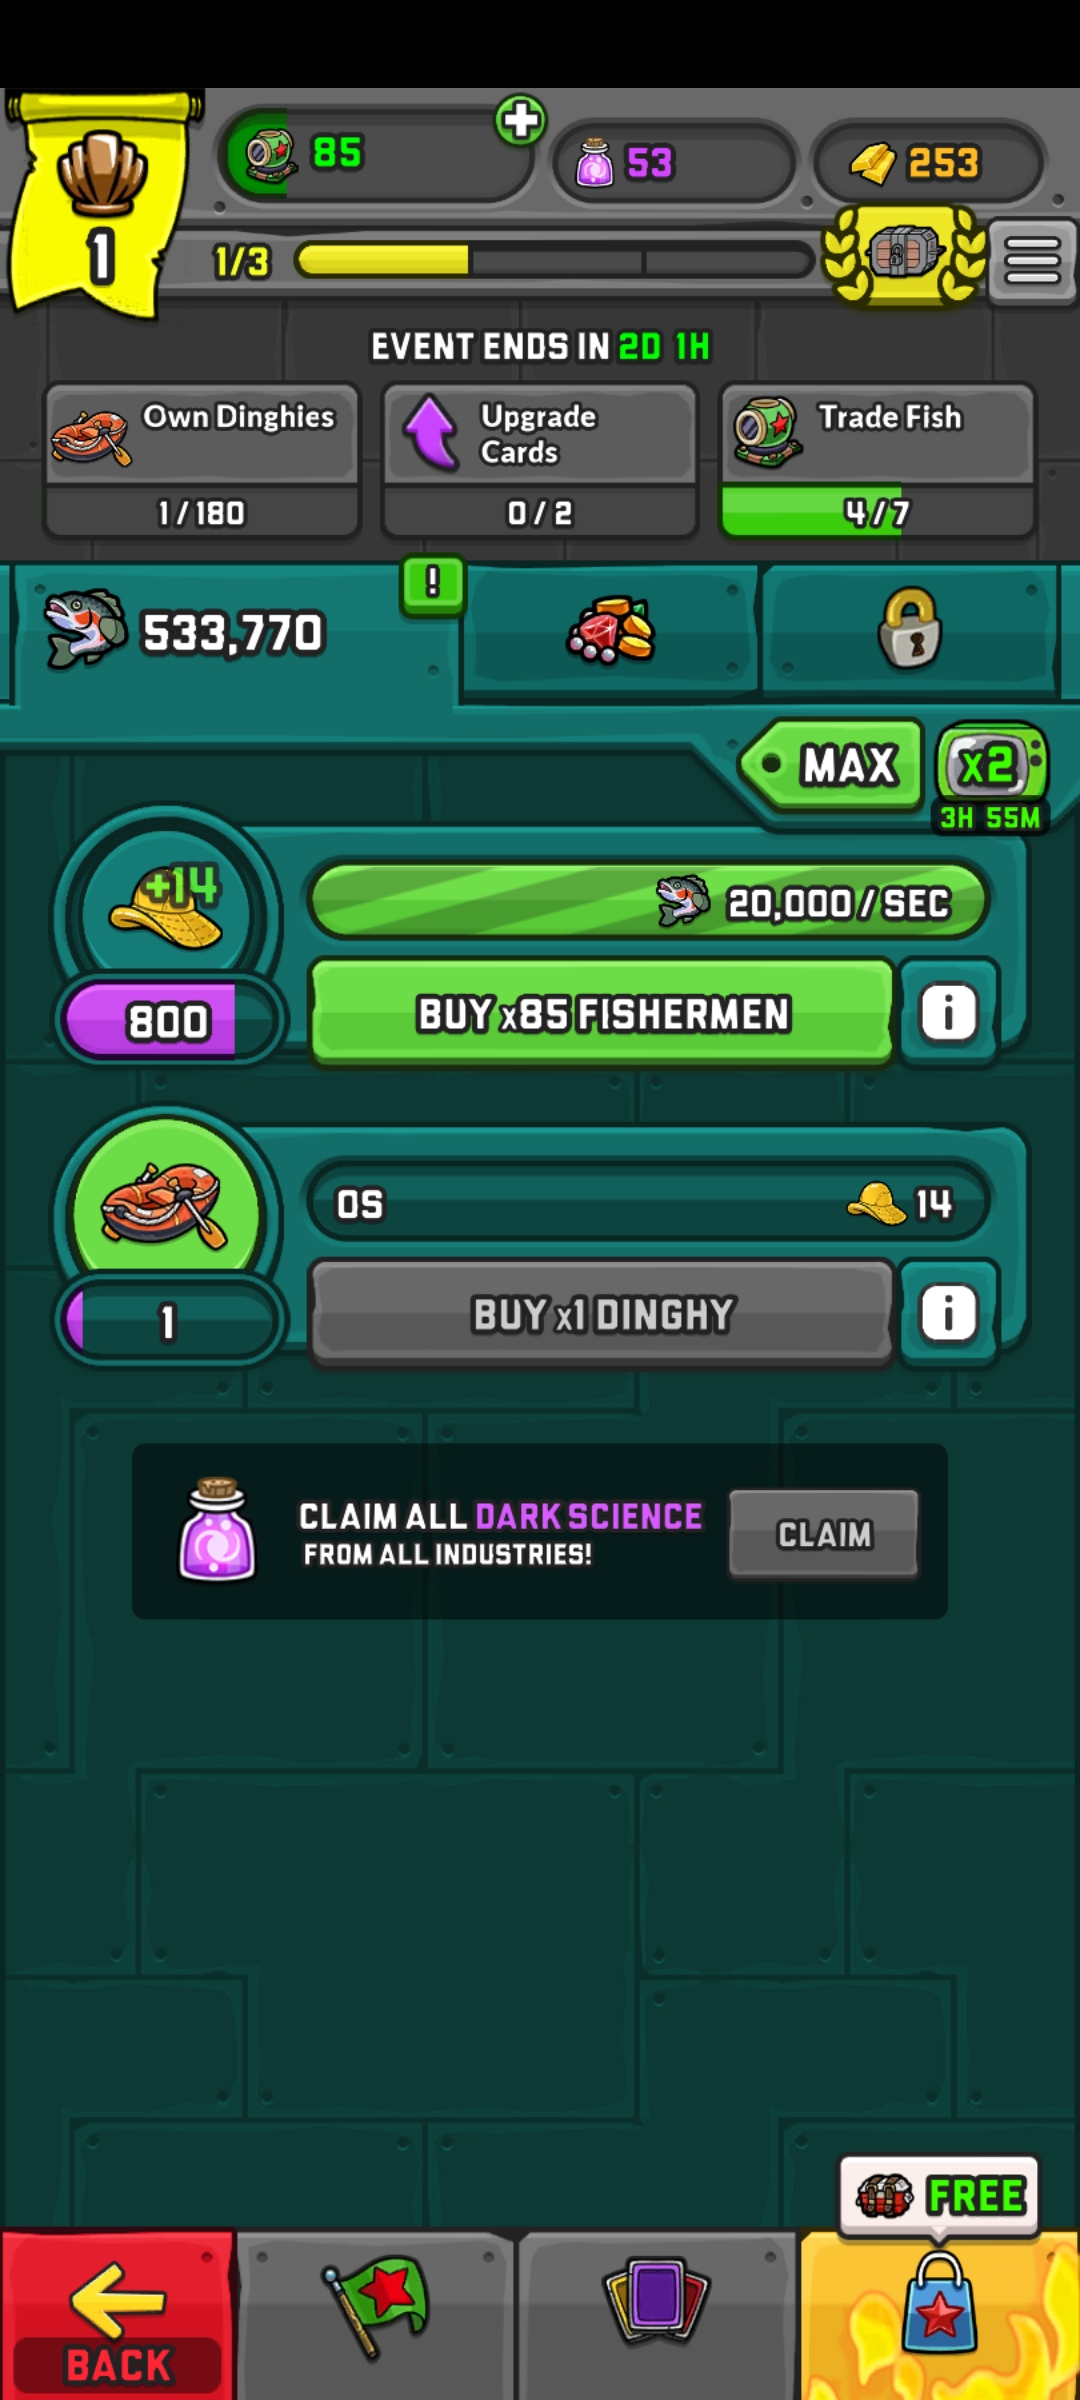 85
53
253
1
1/3
EVENT ENDS IN 2D 1H
Own Dinghies
1 / 180
Upgrade
Cards
0 / 2
Trade Fish
4 / 7
!
533,770
MAX
x2
3H 55M
+14
20,000 / SEC
800
BUY x85 FISHERMEN
i
0S
14
1
BUY x1 DINGHY
i
CLAIM ALL DARK SCIENCE
FROM ALL INDUSTRIES!
CLAIM
FREE
BACK